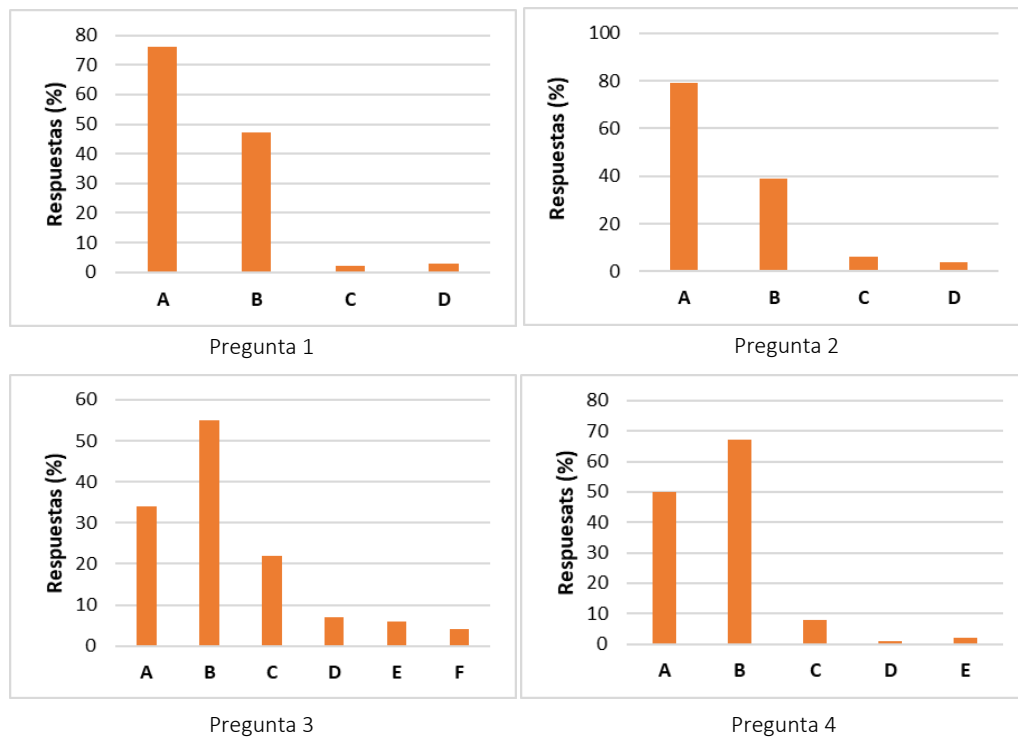 Respuestas (%)
80
70
60
50
40
30
20
10
0
A B C D
Pregunta 1
Respuestas (%)
100
80
60
40
20
0
A B C D
Pregunta 2
Respuestas (%)
60
50
40
30
20
10
0
A B C D E F
Pregunta 3
Respuesats (%)
80
70
60
50
40
30
20
10
0
A B C D E
Pregunta 4